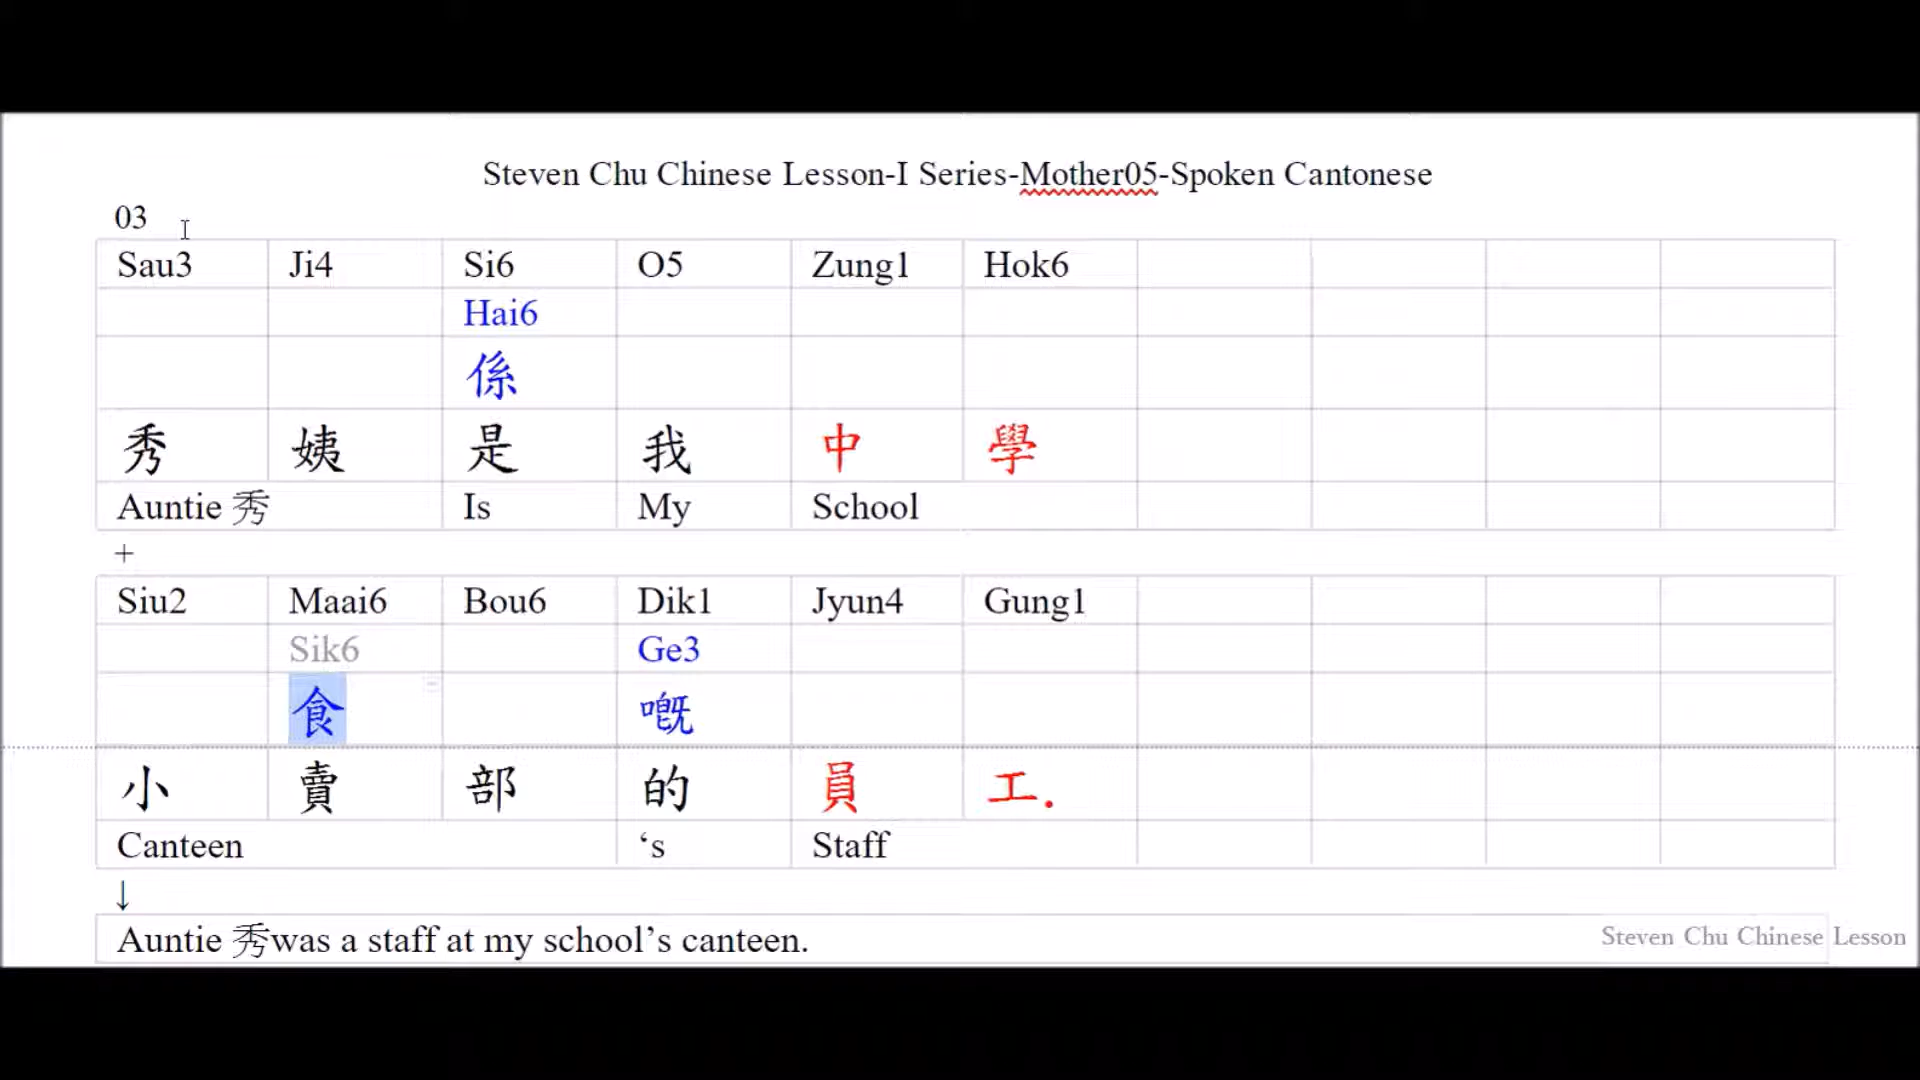 Steven Chu Chinese Lesson-I Series-Mother05-Spoken Cantonese
03
Sau3 Ji4 Si6 O5 Zung1 Hok6
Hai6
係
秀 姨 是 我 中 學
Auntie 秀 Is My School
+
Siu2 Maai6 Bou6 Dik1 Jyun4 Gung1
Sik6 Ge3
食 嘅
小 賣 部 的 員 工.
Canteen ‘s Staff
↓
Auntie 秀was a staff at my school’s canteen.
Steven Chu Chinese Lesson